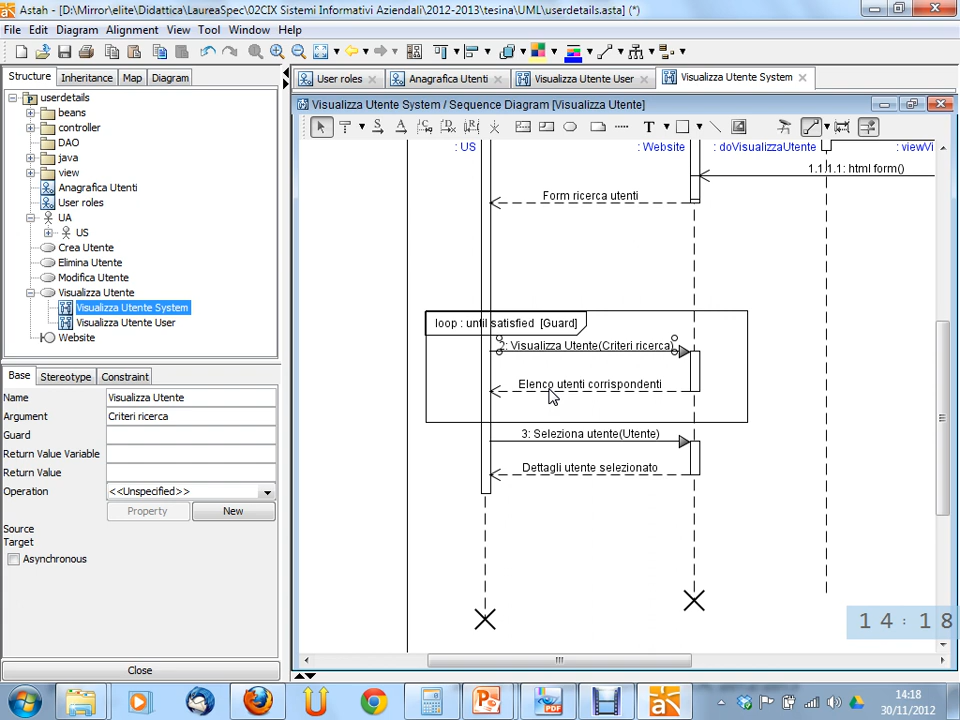 Astah - [D:\Mirror\elite\Didattica\LaureaSpec\02CIX Sistemi Informativi Aziendali\2012-2013\tesina\UML\userdetails.asta] (*)
File Edit Diagram Alignment View Tool Window Help
Structure Inheritance Map Diagram
User roles Anagrafica Utenti Visualizza Utente User Visualizza Utente System
userdetails
beans
controller
DAO
java
view
Anagrafica Utenti
User roles
UA
US
Crea Utente
Elimina Utente
Modifica Utente
Visualizza Utente
Visualizza Utente System
Visualizza Utente User
Website
Visualizza Utente System / Sequence Diagram [Visualizza Utente]
: US : Website : doVisualizzaUtente : viewVi
1.1.1.1: html form()
Form ricerca utenti
loop : until satisfied [Guard]
2: Visualizza Utente(Criteri ricerca)
Elenco utenti corrispondenti
3: Seleziona utente(Utente)
Dettagli utente selezionato
Base Stereotype Constraint
Name Visualizza Utente
Argument Criteri ricerca
Guard
Return Value Variable
Return Value
Operation <<Unspecified>>
Property New
Source
Target
Asynchronous
Close
14:18
14:18
30/11/2012